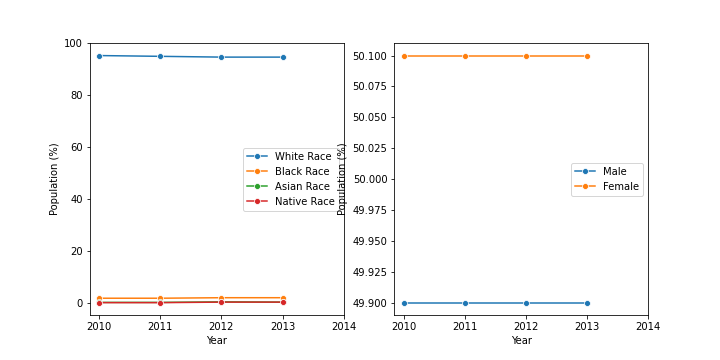 100
80
60
40
20
0
Population (%)
2010 2011 2012 2013 2014
Year
White Race
Black Race
Asian Race
Native Race
50.100
50.075
50.050
50.025
50.000
49.975
49.950
49.925
49.900
Population (%)
2010 2011 2012 2013 2014
Year
Male
Female